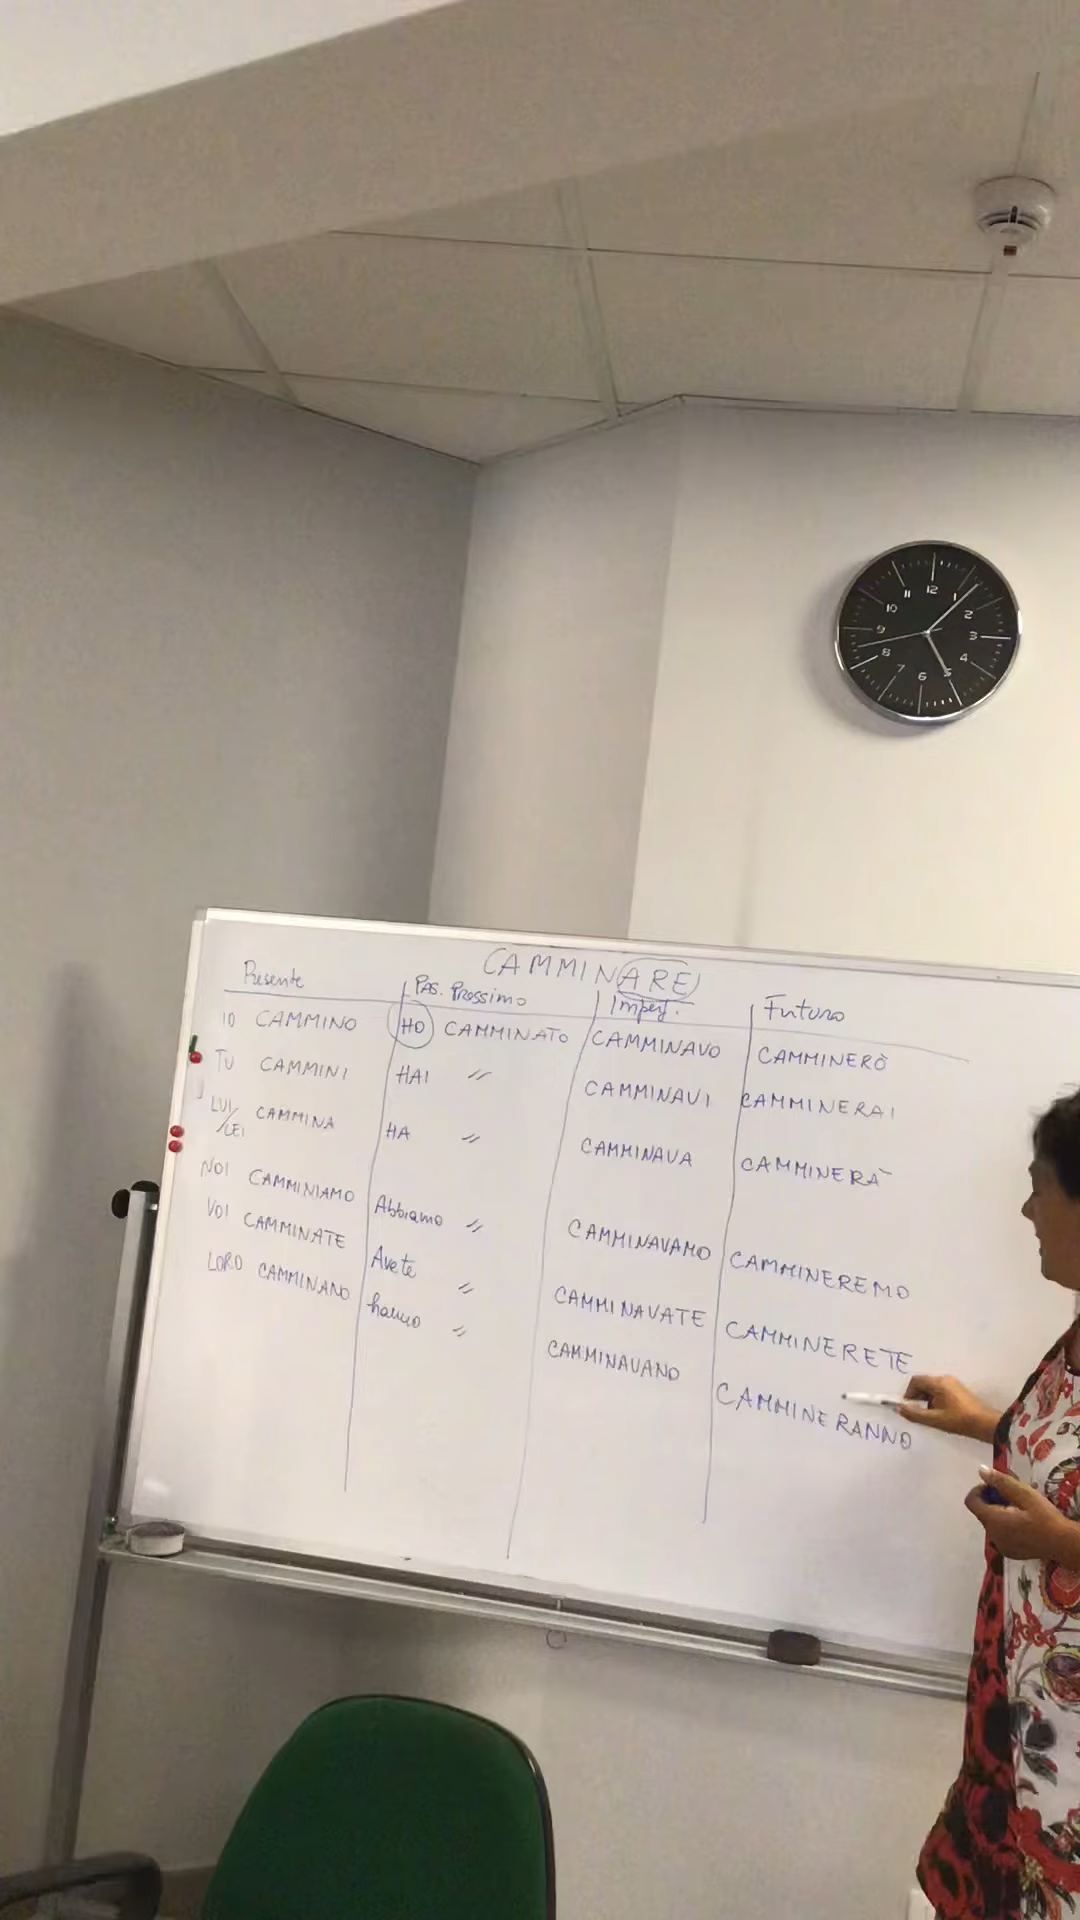 CAMMINARE
Presente PAS. PROSSIMO Imperf. Futuro
IO CAMMINO HO CAMMINATO CAMMINAVO CAMMINERÒ
TU CAMMINI HAI〃 CAMMINAVI CAMMINERAI
LUI/LEI CAMMINA HA〃 CAMMINAVA CAMMINERÀ
NOI CAMMINIAMO Abbiamo〃 CAMMINAVAMO CAMMINEREMO
VOI CAMMINATE Avete〃 CAMMINAVATE CAMMINERETE
LORO CAMMINANO hanno〃 CAMMINAVANO CAMMINERANNO
12
1
2
3
4
5
6
7
8
9
10
11